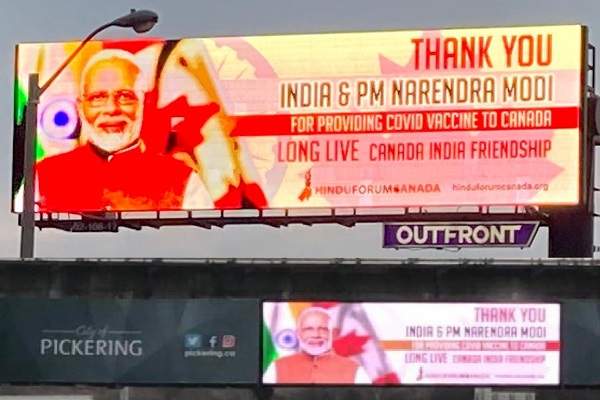 THANK YOU
INDIA & PM NARENDRA MODI
FOR PROVIDING COVID VACCINE TO CANADA
LONG LIVE CANADA INDIA FRIENDSHIP
HINDUFORUMCANADA hinduforumcanada.org
OUTFRONT
City of
PICKERING
pickering.ca
THANK YOU
INDIA & PM NARENDRA MODI
FOR PROVIDING COVID VACCINE TO CANADA
LONG LIVE CANADA INDIA FRIENDSHIP